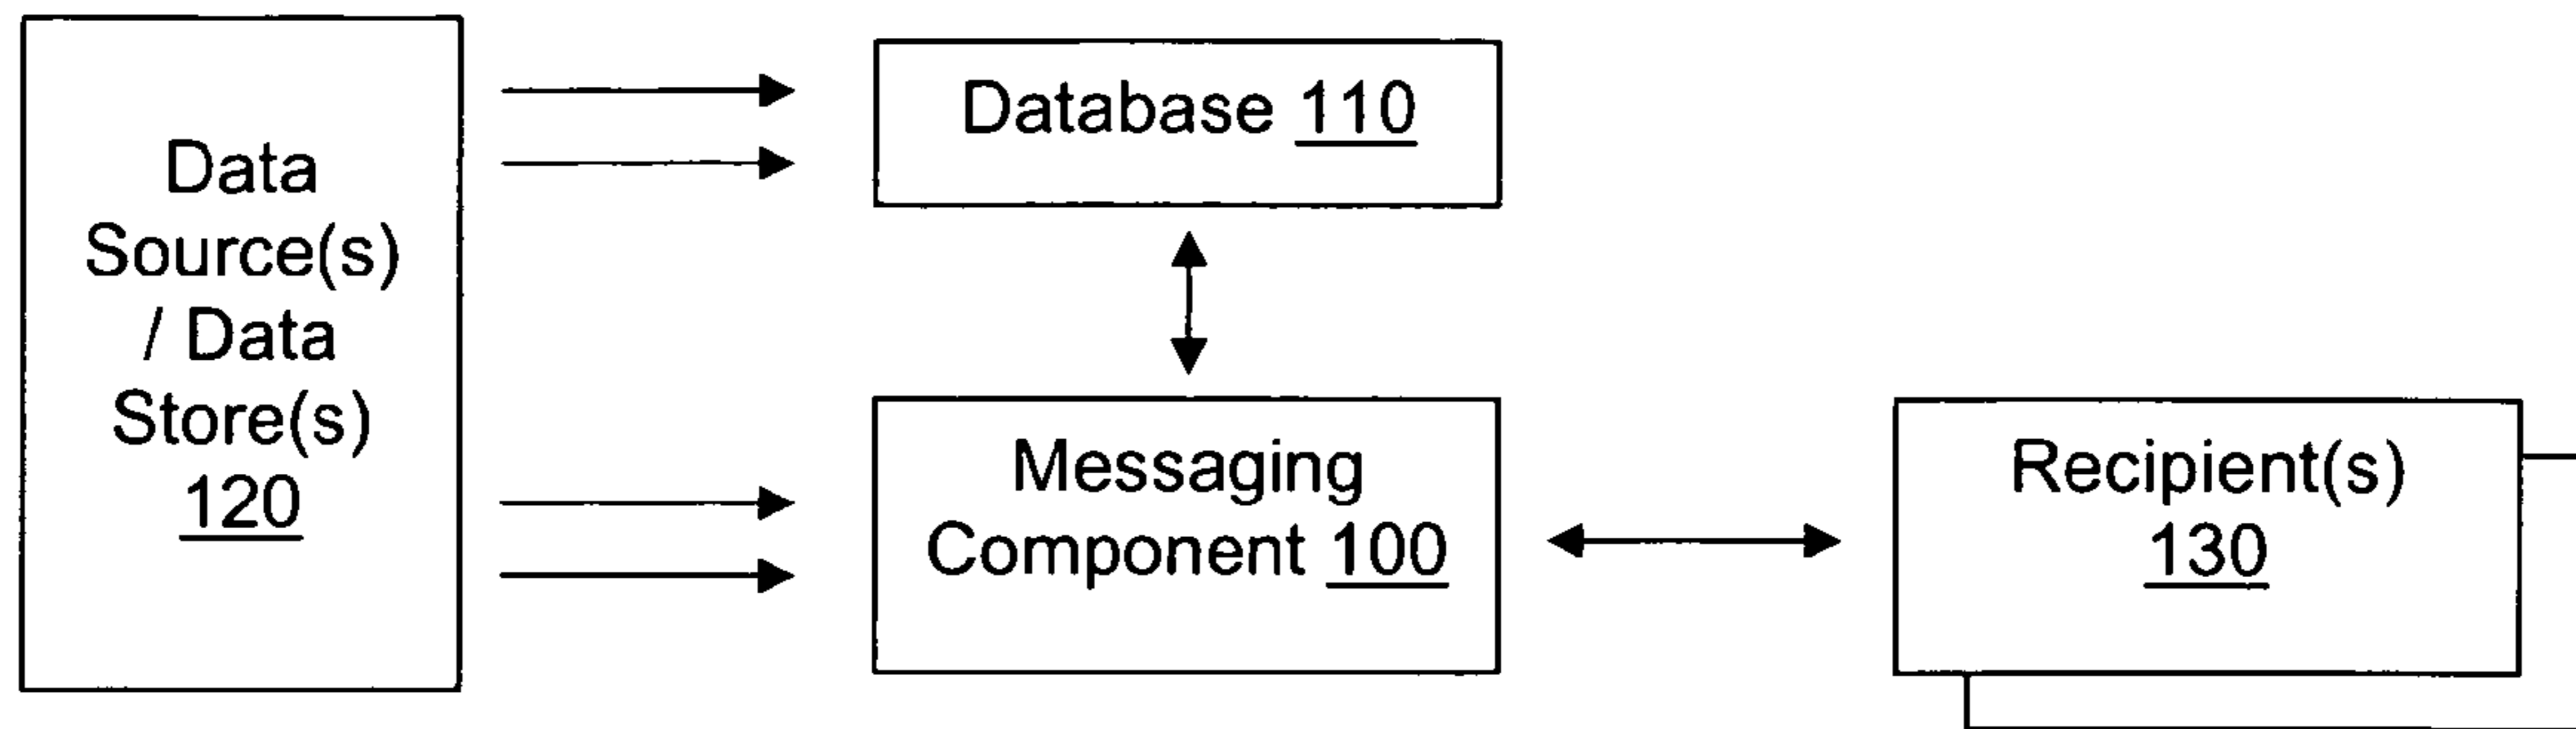 Data
Source(s)
/ Data
Store(s)
120
Database 110
Messaging
Component 100
Recipient(s)
130